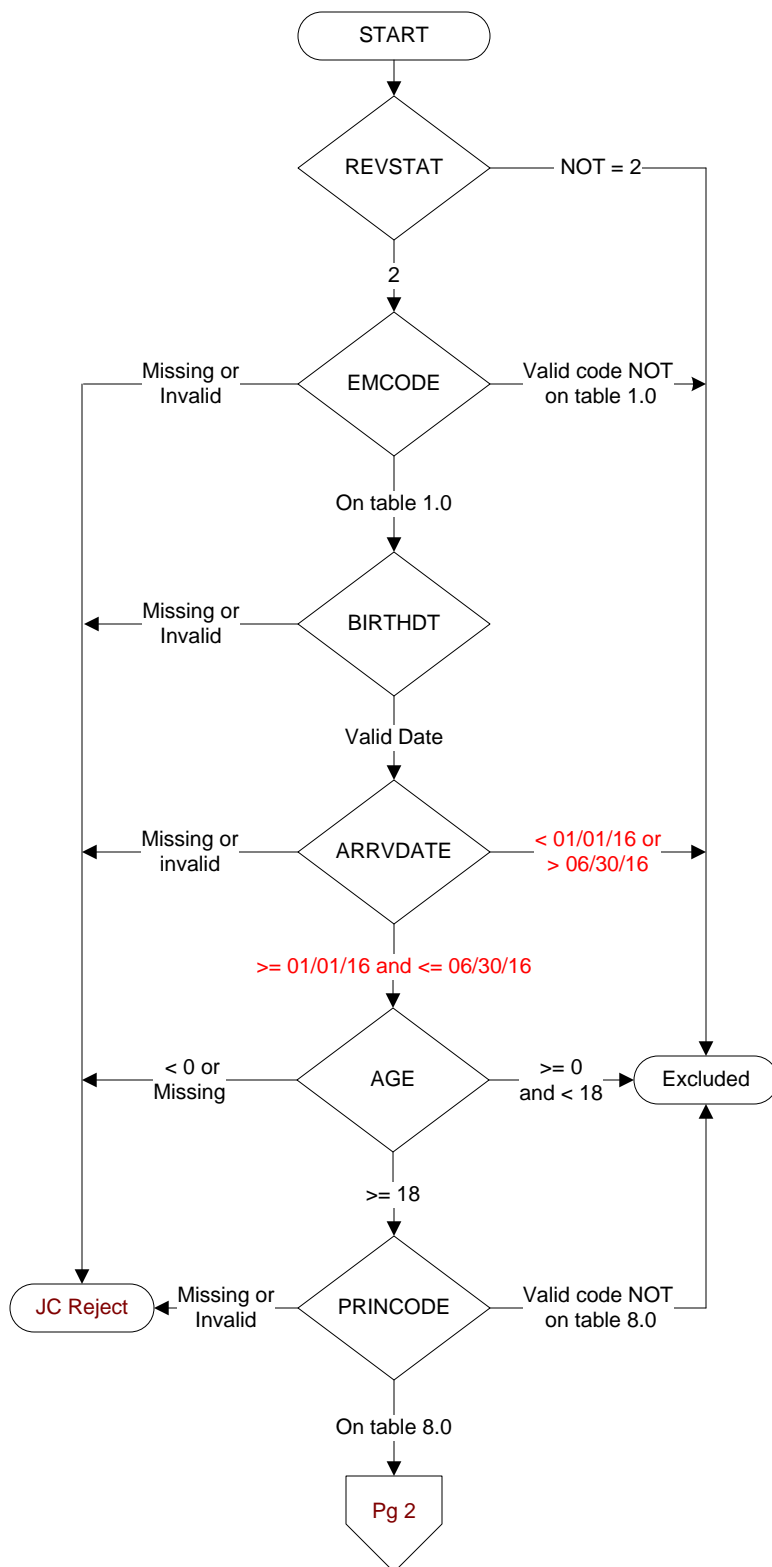 START
REVSTAT
NOT = 2
2
Missing or
Invalid
EMCODE
Valid code NOT
on table 1.0
On table 1.0
Missing or
Invalid
BIRTHDT
Valid Date
Missing or
invalid
ARRVDATE
< 01/01/16 or
> 06/30/16
>= 01/01/16 and <= 06/30/16
< 0 or
Missing
AGE
>= 0
and < 18
Excluded
>= 18
JC Reject
Missing or
Invalid
PRINCODE
Valid code NOT
on table 8.0
On table 8.0
Pg 2